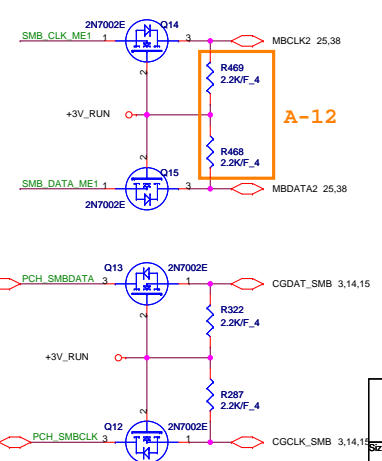 2N7002E Q14
SMB_CLK_ME1 1 3 MBCLK2 25,38
2
R469
2.2K/F_4
+3V_RUN
A-12
R468
2.2K/F_4
2
Q15
SMB_DATA_ME1 1 3 MBDATA2 25,38
2N7002E
Q13 2N7002E
PCH_SMBDATA 3 1 CGDAT_SMB 3,14,15
2
R322
2.2K/F_4
+3V_RUN
R287
2.2K/F_4
2
Q12 2N7002E
PCH_SMBCLK 3 1 CGCLK_SMB 3,14,15
Siz